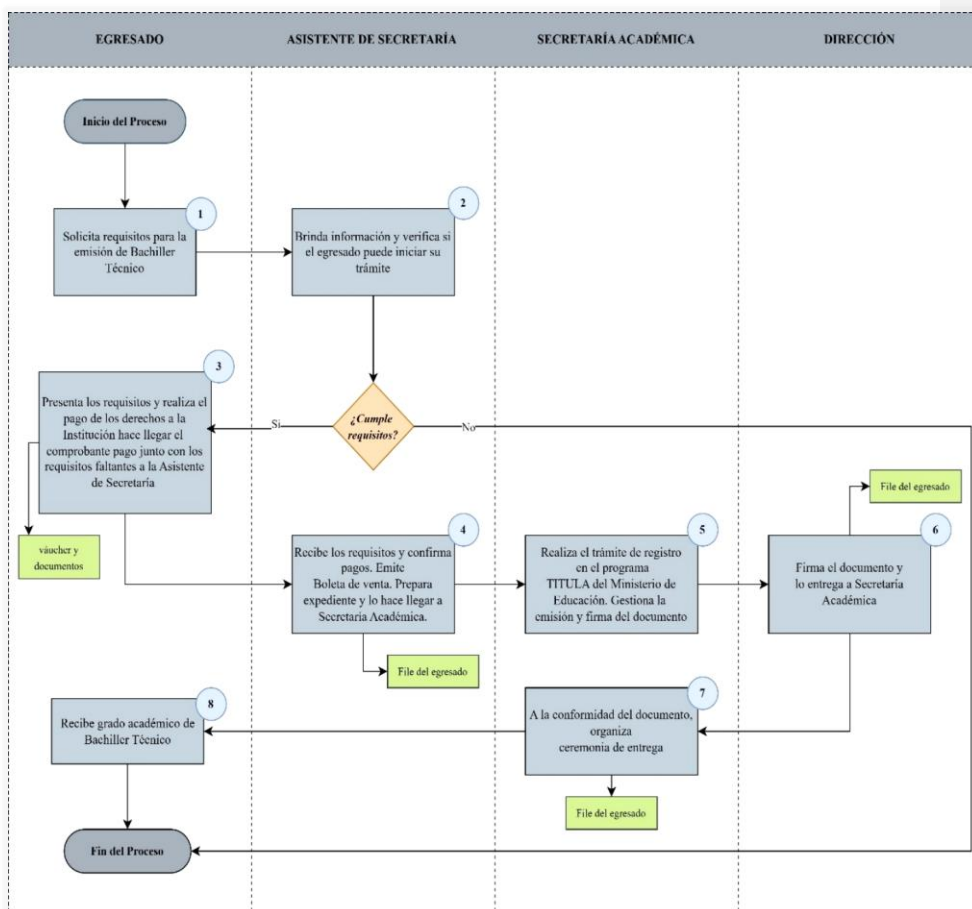 EGRESADO
ASISTENTE DE SECRETARÍA
SECRETARÍA ACADÉMICA
DIRECCIÓN
Inicio del Proceso
1
Solicita requisitos para la
emisión de Bachiller
Técnico
2
Brinda información y verifica si
el egresado puede iniciar su
trámite
¿Cumple
requisitos?
Si
No
3
Presenta los requisitos y realiza el
pago de los derechos a la
Institución hace llegar el
comprobante pago junto con los
requisitos faltantes a la Asistente
de Secretaría
váucher y
documentos
4
Recibe los requisitos y confirma
pagos. Emite
Boleta de venta. Prepara
expediente y lo hace llegar a
Secretaría Académica.
File del egresado
5
Realiza el trámite de registro
en el programa
TITULA del Ministerio de
Educación. Gestiona la
emisión y firma del documento
File del egresado
6
Firma el documento y
lo entrega a Secretaría
Académica
7
A la conformidad del documento,
organiza
ceremonia de entrega
File del egresado
8
Recibe grado académico de
Bachiller Técnico
Fin del Proceso